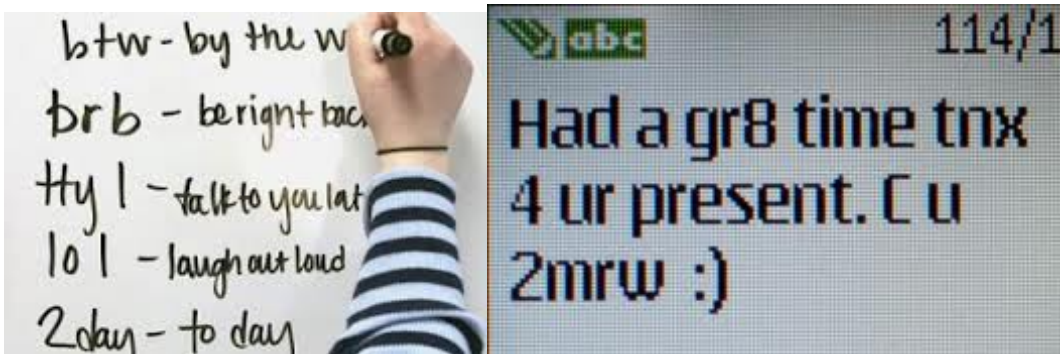 btw - by the w
brb - be right bac
ttyl - talk to you lat
lol - laugh out loud
2day - to day
abc 114/1
Had a gr8 time tnx
4 ur present. C u
2mrw :)